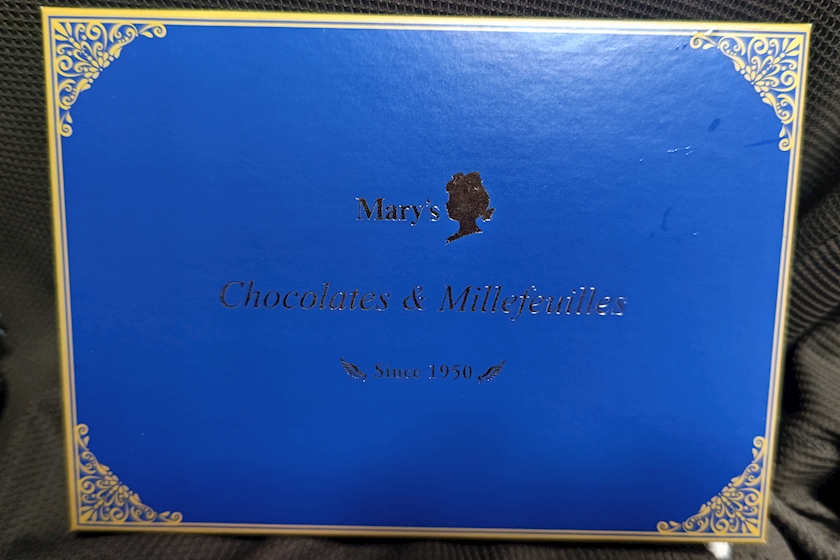 Mary's
Chocolates & Millefeuilles
Since 1950